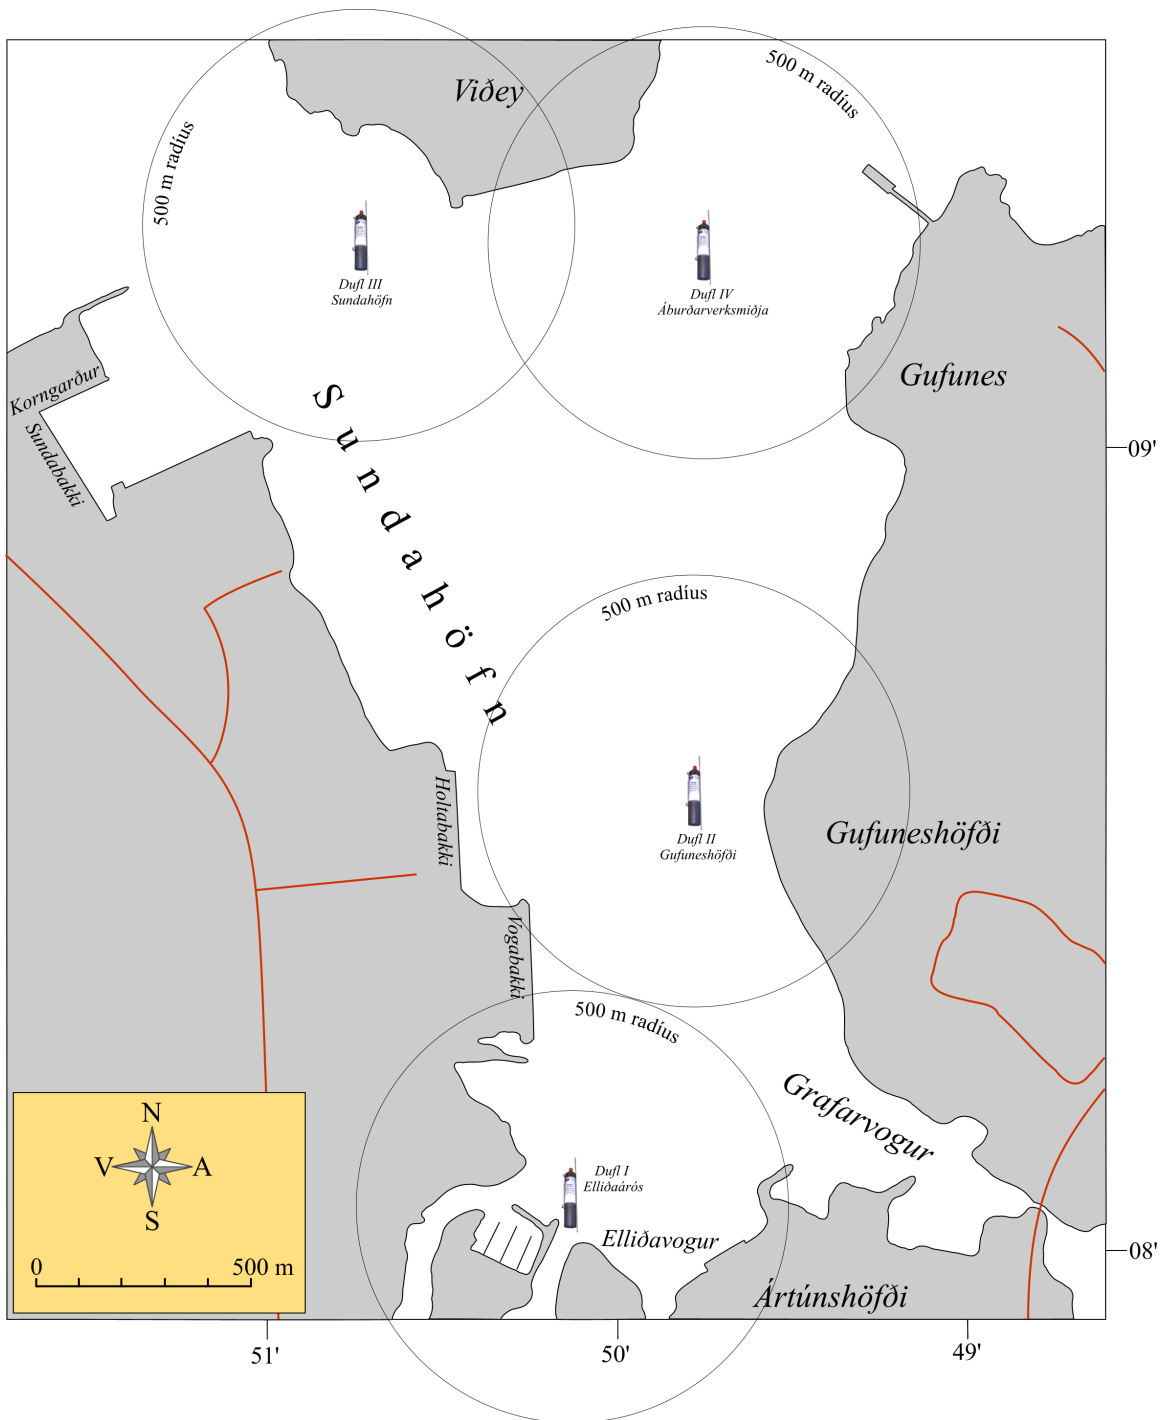 500 m radíus
Viðey
500 m radíus
Dufl III
Sundahöfn
Dufl IV
Áburðarverksmiðja
Korngarður
Sundabakki
Gufunes
Sundahöfn
09'
500 m radíus
Holtabakki
Dufl II
Gufuneshöfði
Gufuneshöfði
Vogabakki
500 m radíus
Grafarvogur
N
V
A
S
0
500 m
Dufl I
Elliðaárós
Elliðavogur
Ártúnshöfði
08'
51'
50'
49'